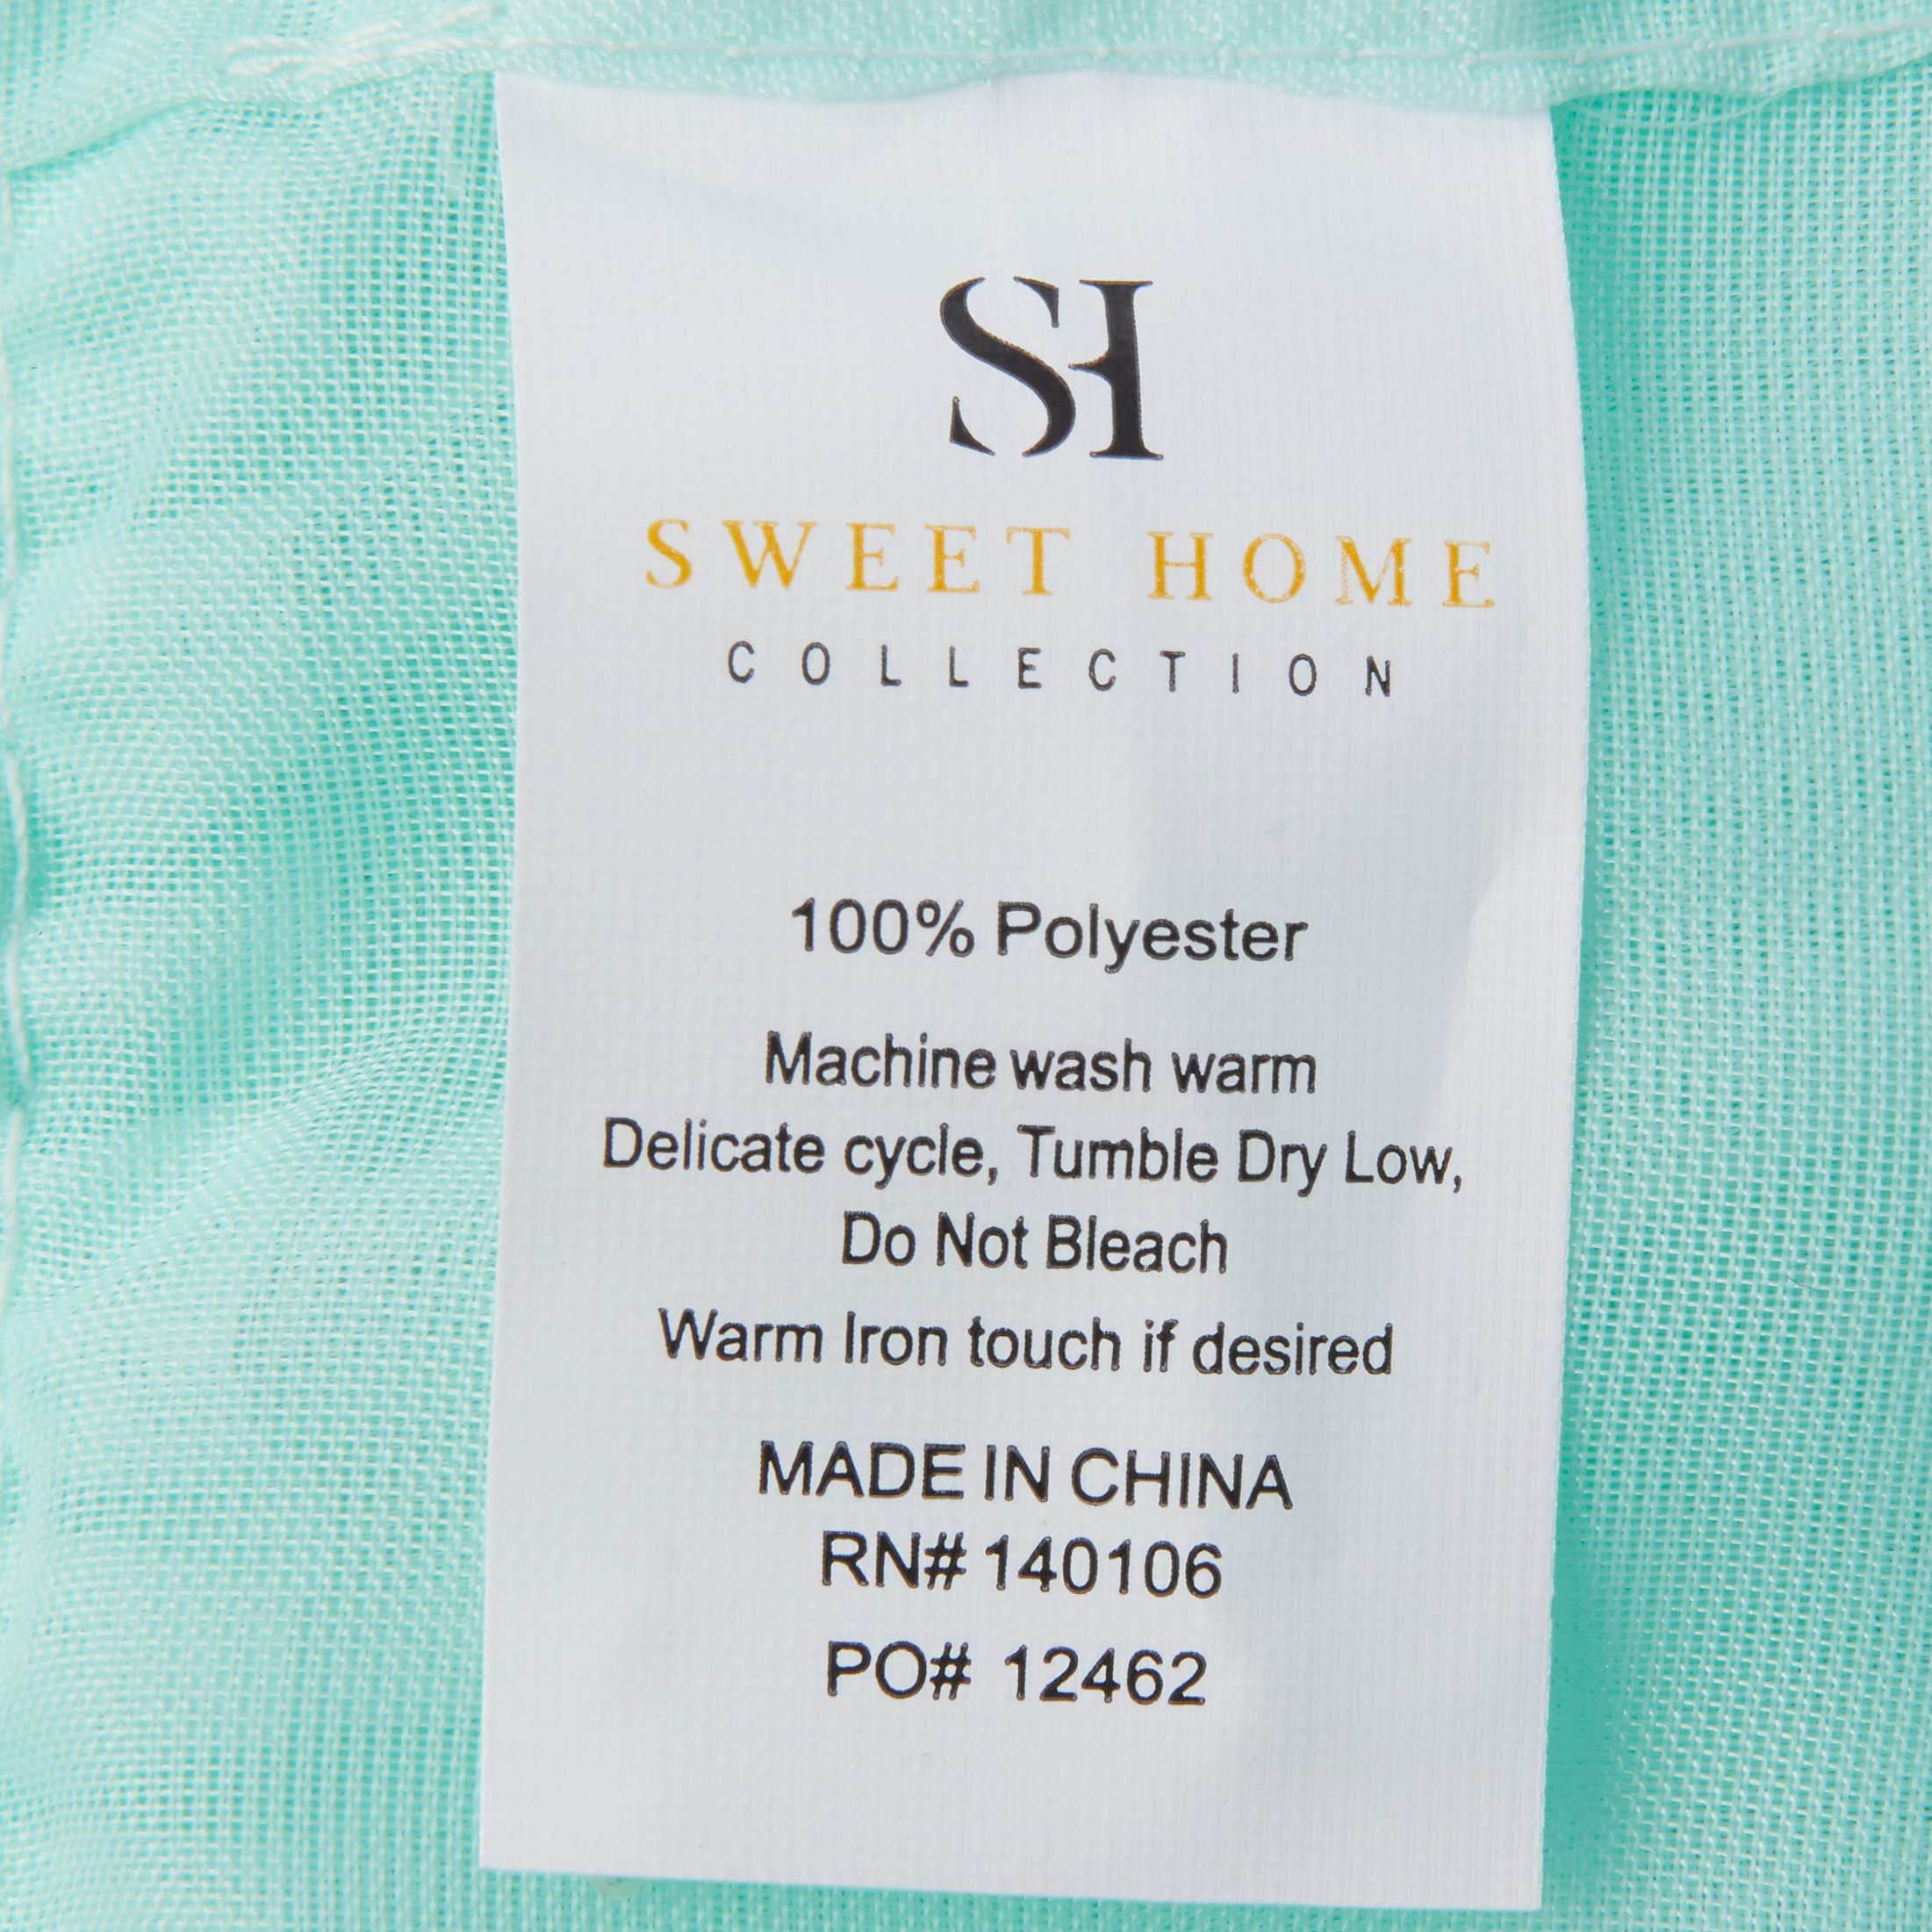 SH
SWEET HOME
COLLECTION
100% Polyester
Machine wash warm
Delicate cycle, Tumble Dry Low,
Do Not Bleach
Warm Iron touch if desired
MADE IN CHINA
RN# 140106
PO# 12462